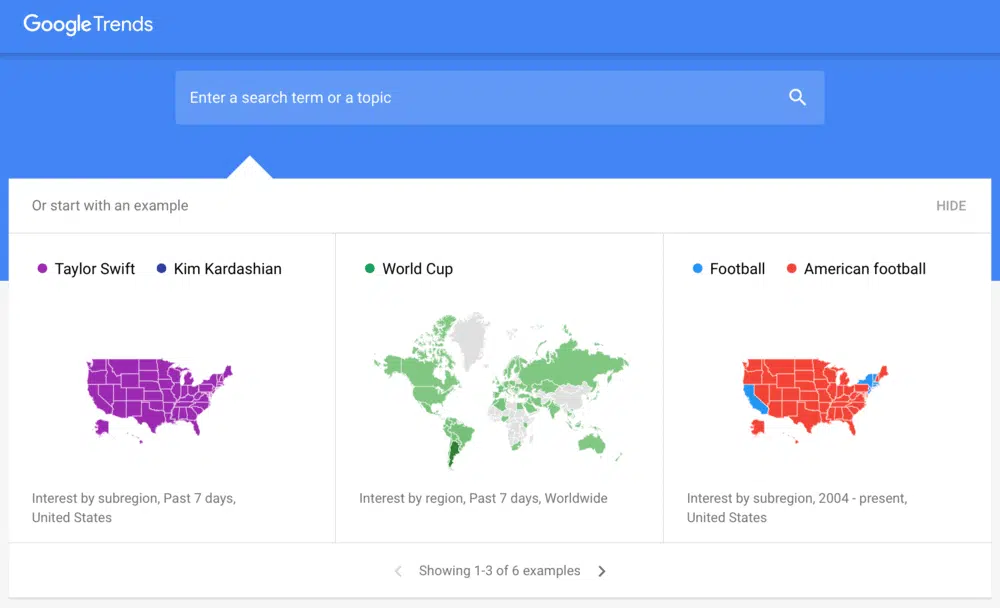 Google Trends
Enter a search term or a topic
Or start with an example
HIDE
Taylor Swift
Kim Kardashian
World Cup
Football
American football
Interest by subregion, Past 7 days,
United States
Interest by region, Past 7 days, Worldwide
Interest by subregion, 2004 - present,
United States
Showing 1-3 of 6 examples